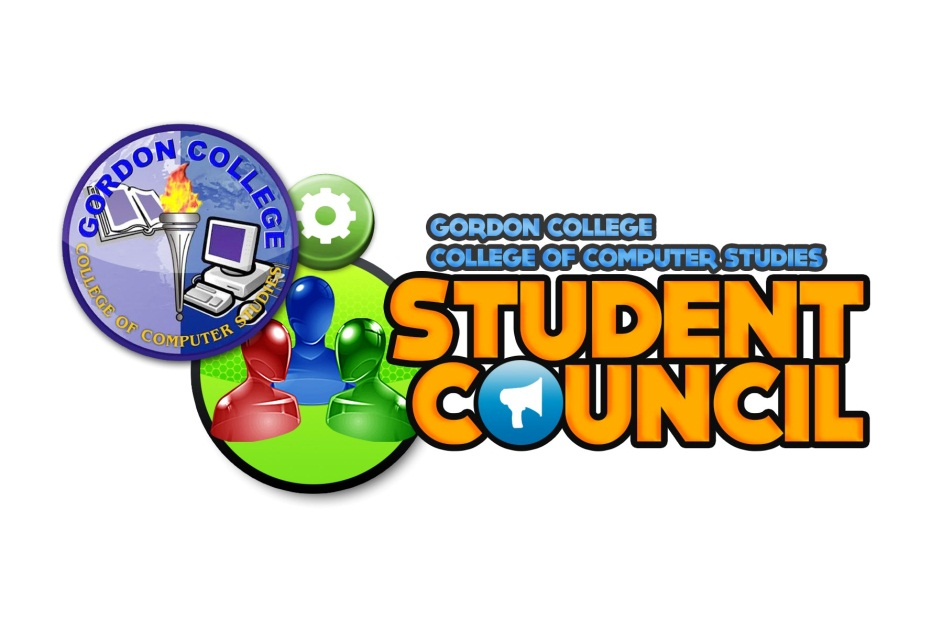 GORDON COLLEGE
COLLEGE OF COMPUTER STUDIES
GORDON COLLEGE
COLLEGE OF COMPUTER STUDIES
STUDENT
COUNCIL